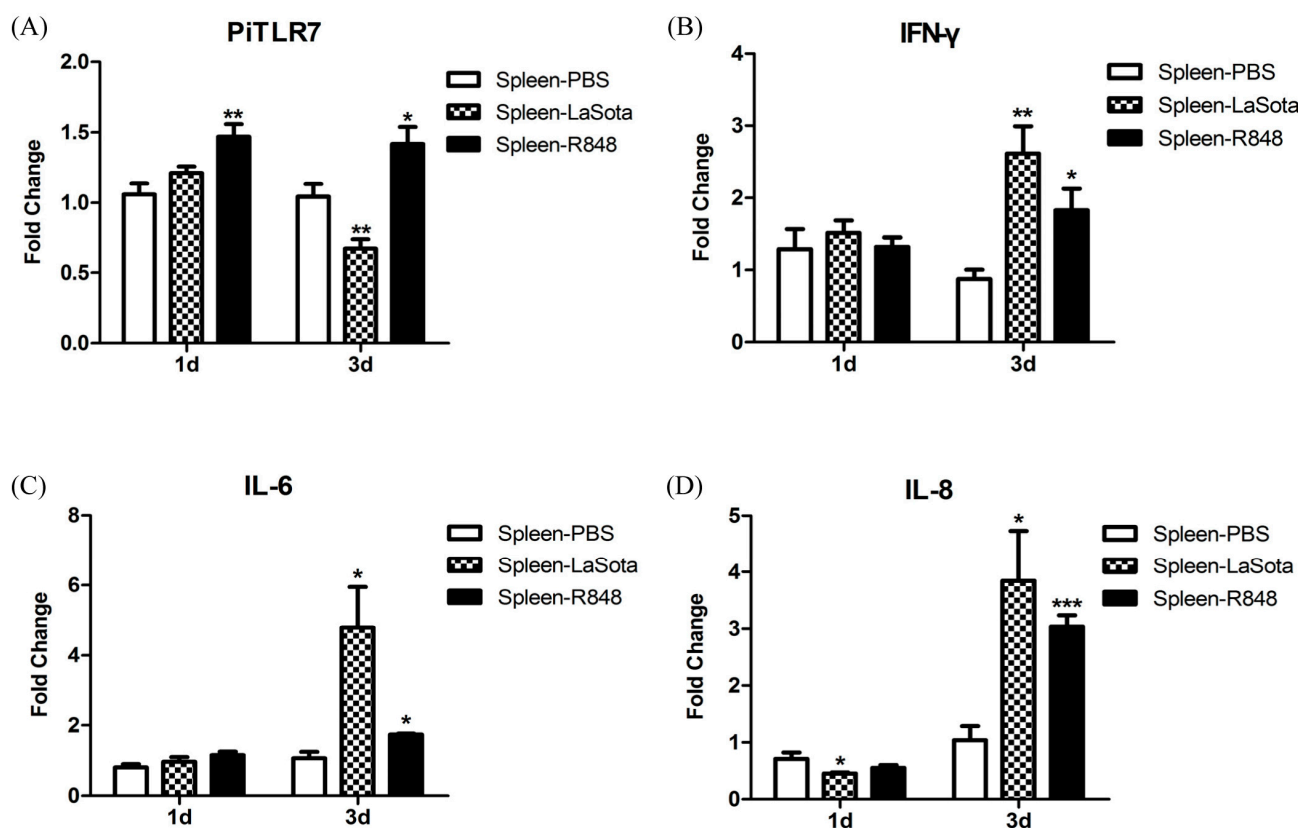 (A)
PiTLR7
Fold Change
2.0
1.5
1.0
0.5
0.0
**
*
**
1d
3d
Spleen-PBS
Spleen-LaSota
Spleen-R848
(B)
IFN-γ
Fold Change
4
3
2
1
0
**
*
1d
3d
Spleen-PBS
Spleen-LaSota
Spleen-R848
(C)
IL-6
Fold Change
8
6
4
2
0
*
*
1d
3d
Spleen-PBS
Spleen-LaSota
Spleen-R848
(D)
IL-8
Fold Change
5
4
3
2
1
0
*
*
***
1d
3d
Spleen-PBS
Spleen-LaSota
Spleen-R848